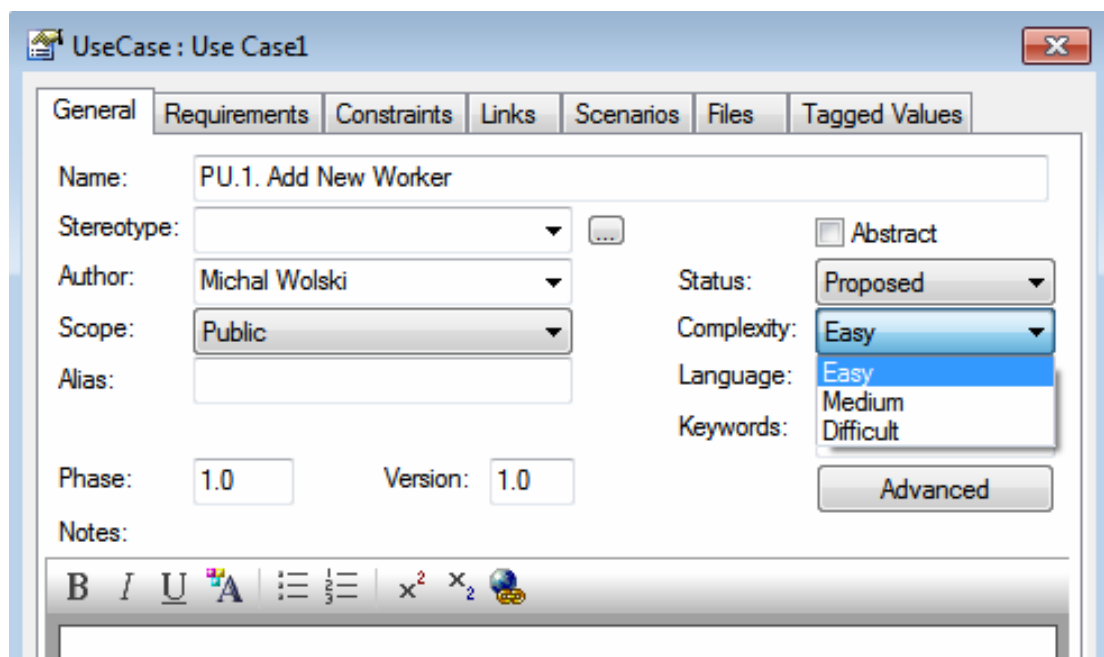 UseCase : Use Case1
General Requirements Constraints Links Scenarios Files Tagged Values
Name: PU.1. Add New Worker
Stereotype: ... Abstract
Author: Michal Wolski Status: Proposed
Scope: Public Complexity: Easy
Alias: Language: Easy
Medium
Keywords: Difficult
Phase: 1.0 Version: 1.0 Advanced
Notes:
B I U A x² x₂